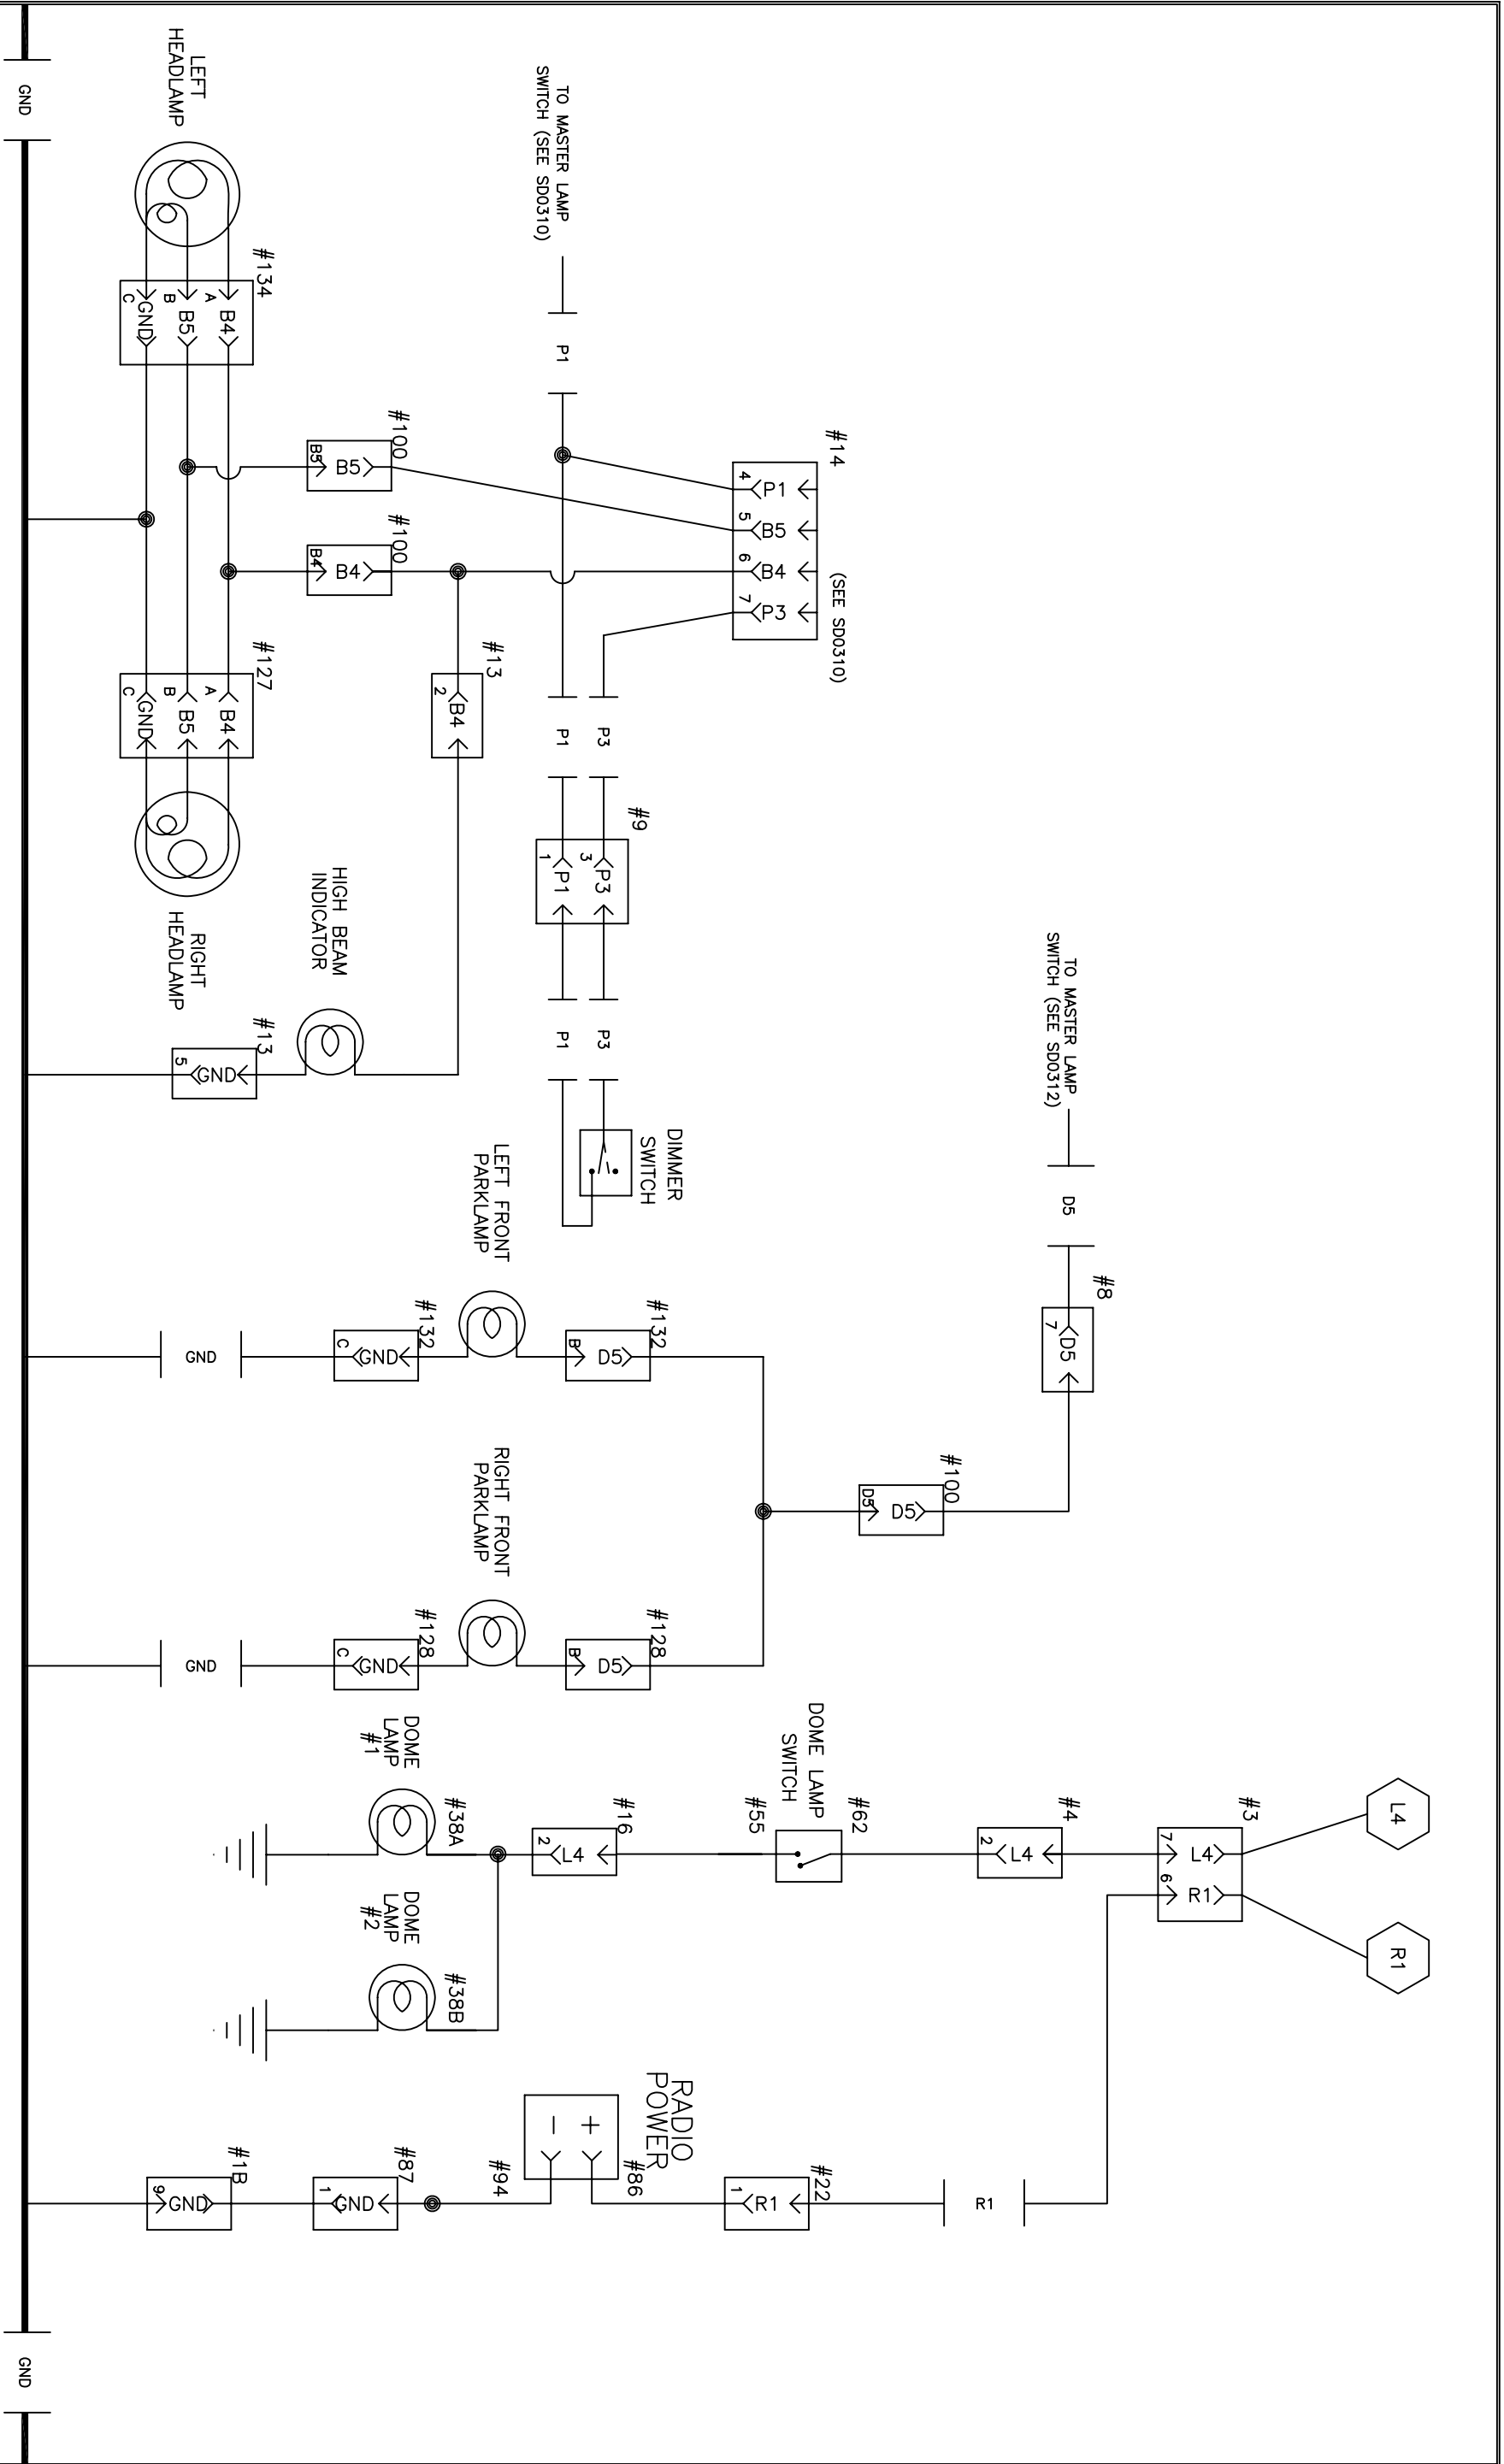 L4
R1
#3
7
L4
6
R1
#4
2
L4
#62
DOME LAMP
SWITCH
#55
#16
2
L4
#38A
DOME
LAMP
#1
#38B
DOME
LAMP
#2
R1
#22
1
R1
#86
RADIO
POWER
+
−
#94
#87
1
GND
#1B
9
GND
TO MASTER LAMP
SWITCH (SEE SD0312)
D5
#8
7
D5
#100
D5
D5
#132
B
D5
LEFT FRONT
PARKLAMP
#132
C
GND
GND
#128
B
D5
RIGHT FRONT
PARKLAMP
#128
C
GND
GND
#14
(SEE SD0310)
4
P1
5
B5
6
B4
7
P3
TO MASTER LAMP
SWITCH (SEE SD0310)
P1
P3
P1
#9
3
P3
1
P1
P3
P1
DIMMER
SWITCH
#100
B5
B5
#100
B4
B4
#13
2
B4
HIGH BEAM
INDICATOR
#13
5
GND
LEFT
HEADLAMP
#134
A
B4
B
B5
C
GND
#127
A
B4
B
B5
C
GND
RIGHT
HEADLAMP
GND
GND